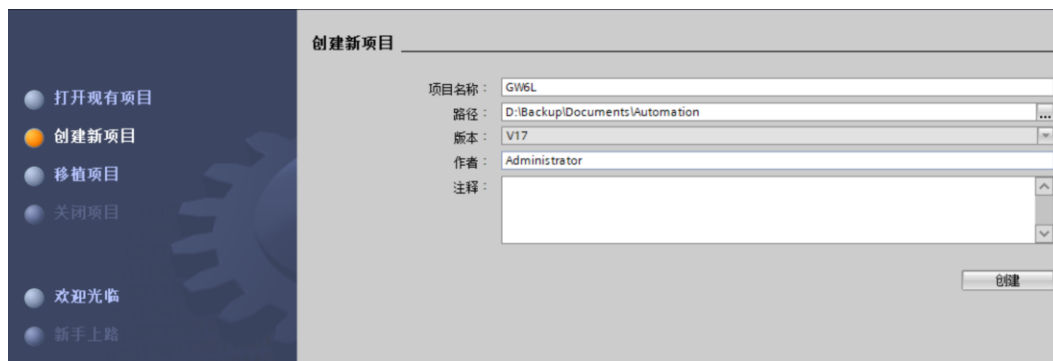 创建新项目
打开现有项目
创建新项目
移植项目
关闭项目
欢迎光临
新手上路
项目名称：
GW6L
路径：
D:\Backup\Documents\Automation
...
版本：
V17
作者：
Administrator
注释：
创建